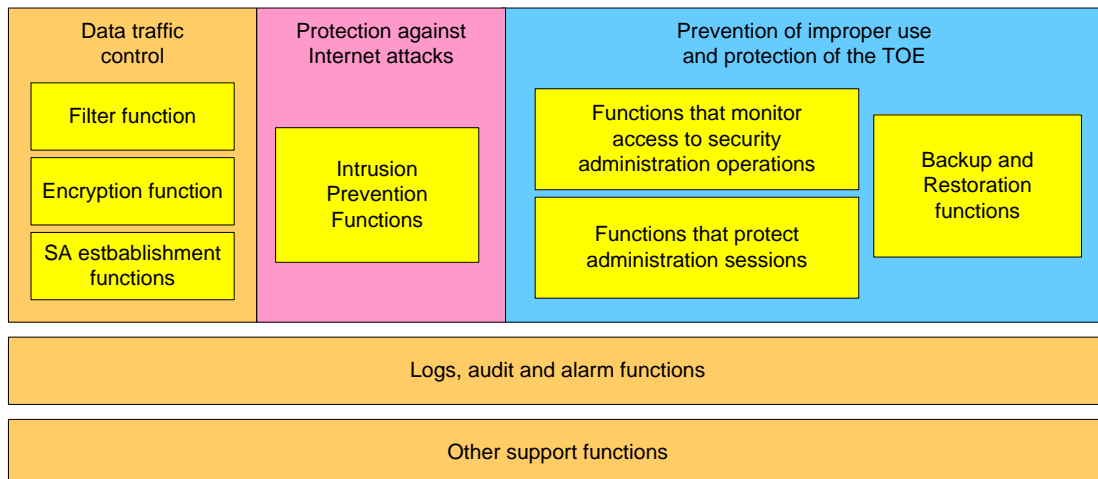 Data traffic
control
Filter function
Encryption function
SA estbablishment
functions
Protection against
Internet attacks
Intrusion
Prevention
Functions
Prevention of improper use
and protection of the TOE
Functions that monitor
access to security
administration operations
Functions that protect
administration sessions
Backup and
Restoration
functions
Logs, audit and alarm functions
Other support functions